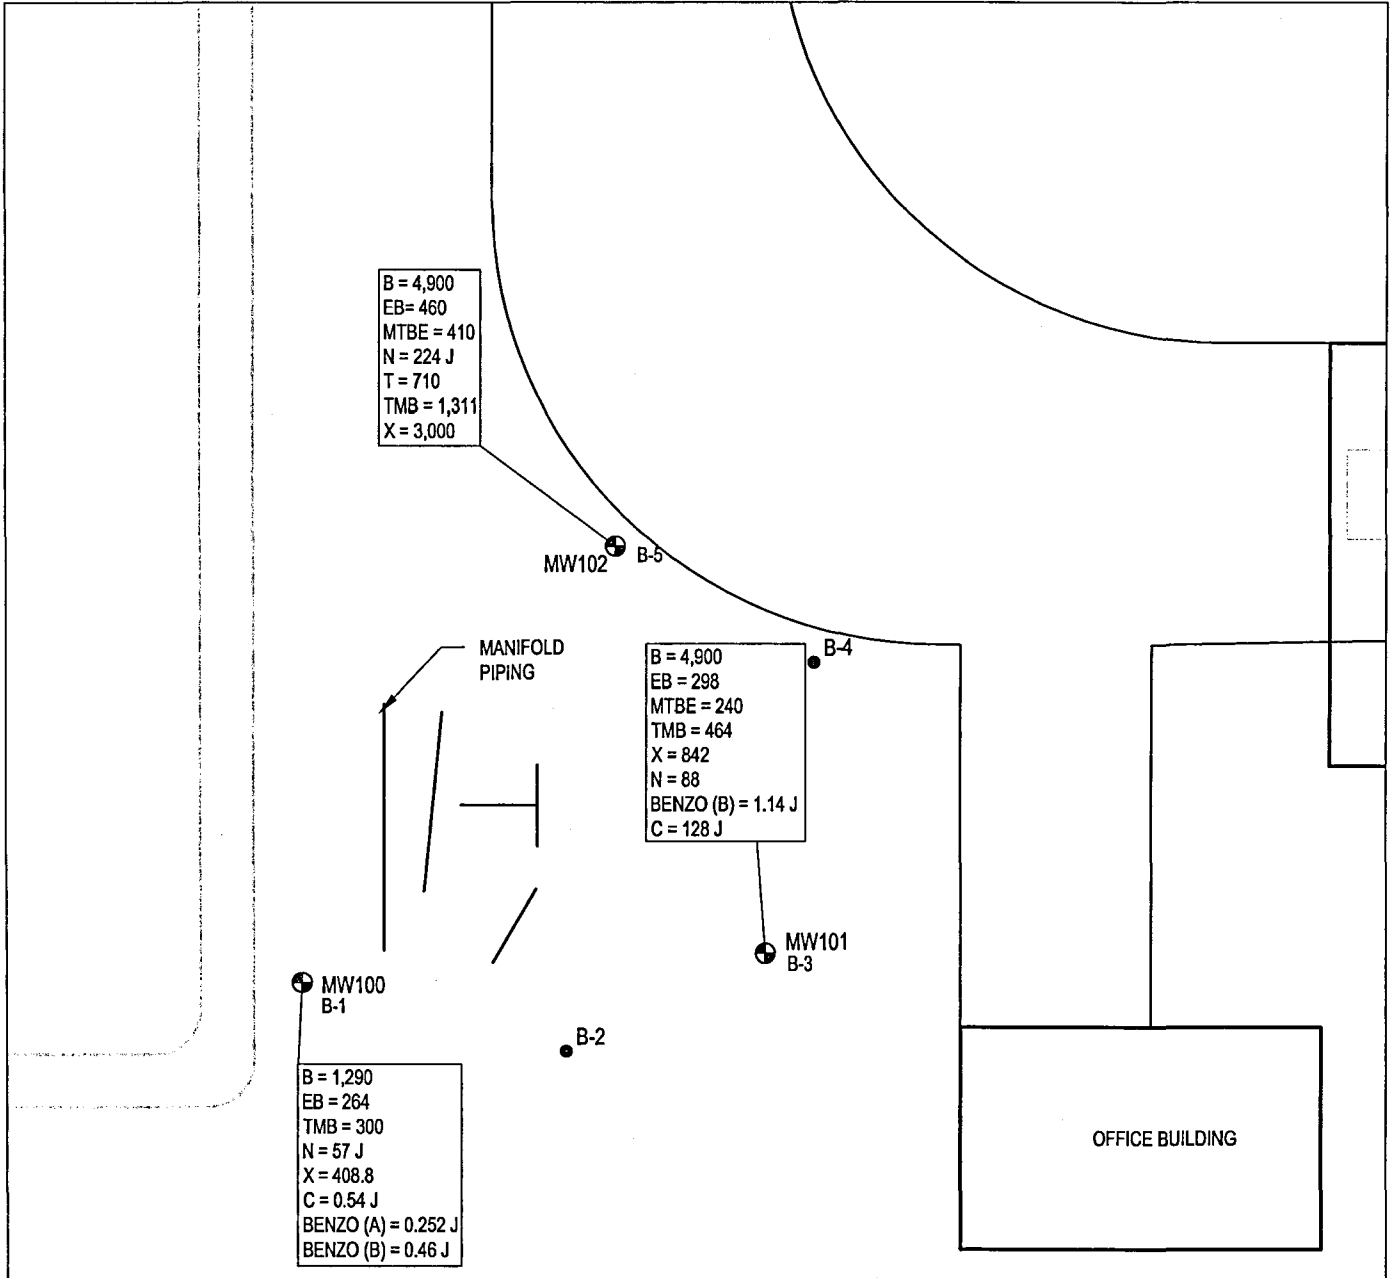 B = 4,900
EB= 460
MTBE = 410
N = 224 J
T = 710
TMB = 1,311
X = 3,000
MW102
B-5
MANIFOLD
PIPING
B = 4,900
EB = 298
MTBE = 240
TMB = 464
X = 842
N = 88
BENZO (B) = 1.14 J
C = 128 J
B-4
MW101
B-3
MW100
B-1
B-2
B = 1,290
EB = 264
TMB = 300
N = 57 J
X = 408.8
C = 0.54 J
BENZO (A) = 0.252 J
BENZO (B) = 0.46 J
OFFICE BUILDING